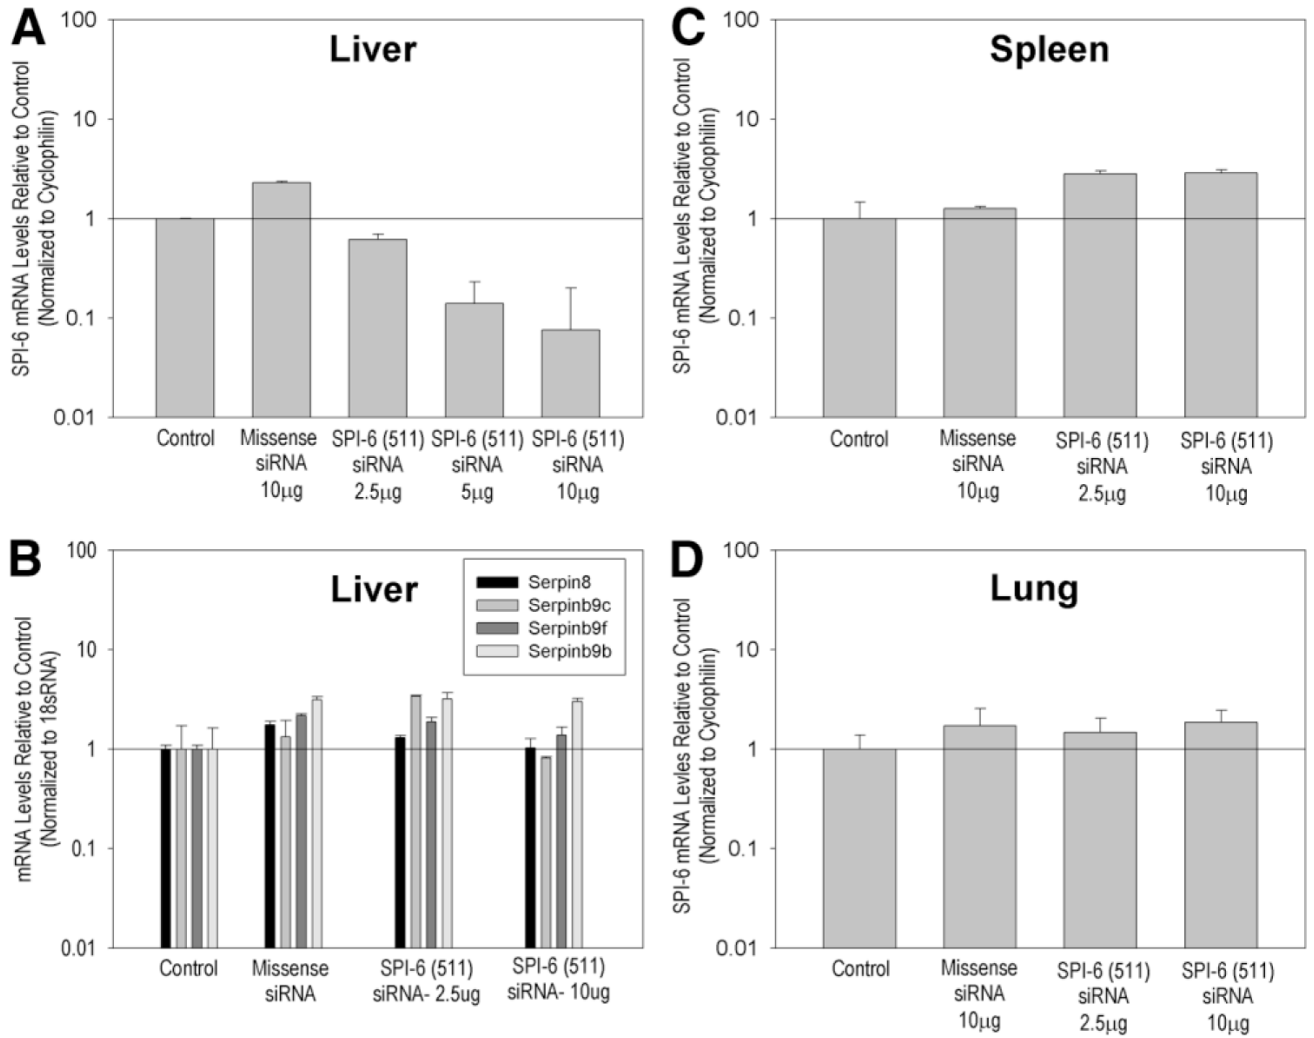 A
Liver
SPI-6 mRNA Levels Relative to Control
(Normalized to Cyclophilin)
100
10
1
0.1
0.01
Control
Missense
siRNA
10μg
SPI-6 (511)
siRNA
2.5μg
SPI-6 (511)
siRNA
5μg
SPI-6 (511)
siRNA
10μg
C
Spleen
SPI-6 mRNA Levels Relative to Control
(Normalized to Cyclophilin)
100
10
1
0.1
0.01
Control
Missense
siRNA
10μg
SPI-6 (511)
siRNA
2.5μg
SPI-6 (511)
siRNA
10μg
B
Liver
mRNA Levels Relative to Control
(Normalized to 18sRNA)
100
10
1
0.1
0.01
Serpin8
Serpinb9c
Serpinb9f
Serpinb9b
Control
Missense
siRNA
SPI-6 (511)
siRNA- 2.5ug
SPI-6 (511)
siRNA- 10ug
D
Lung
SPI-6 mRNA Levles Relative to Control
(Normalized to Cyclophilin)
100
10
1
0.1
0.01
Control
Missense
siRNA
10μg
SPI-6 (511)
siRNA
2.5μg
SPI-6 (511)
siRNA
10μg